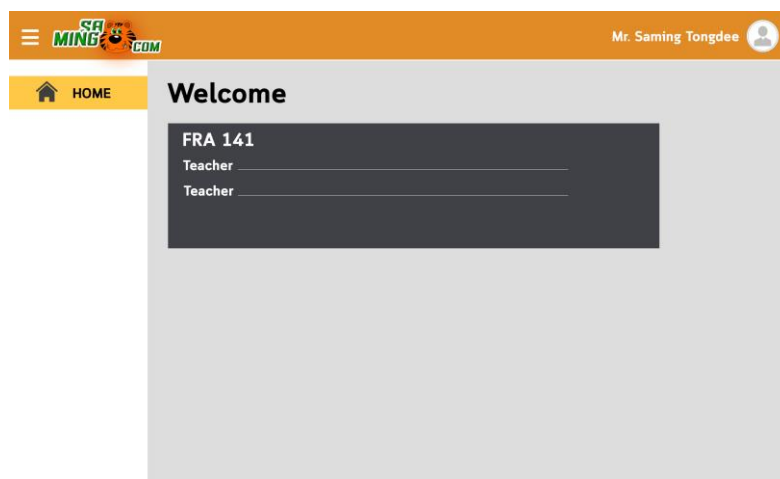 SA
MING
COM
Mr. Saming Tongdee
HOME
Welcome
FRA 141
Teacher
Teacher